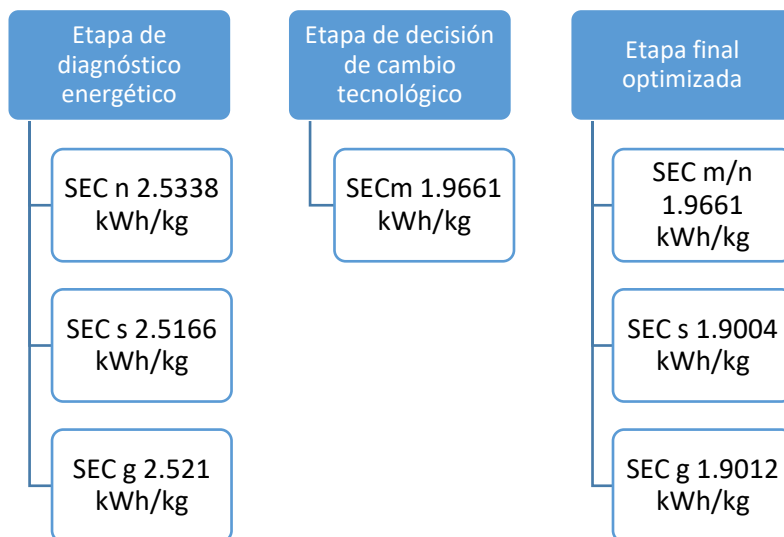 Etapa de
diagnóstico
energético
SEC n 2.5338
kWh/kg
SEC s 2.5166
kWh/kg
SEC g 2.521
kWh/kg
Etapa de decisión
de cambio
tecnológico
SECm 1.9661
kWh/kg
Etapa final
optimizada
SEC m/n
1.9661
kWh/kg
SEC s 1.9004
kWh/kg
SEC g 1.9012
kWh/kg